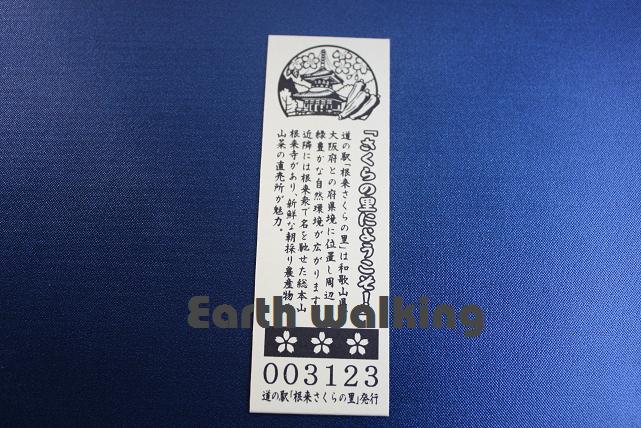 『さくらの里にようこそ!』
道の駅「根来さくらの里」は和歌山県
大阪府との府県境に位置し周辺
緑豊かな自然環境が広がります
近隣には根来衆で名を馳せた総本山
根来寺があり、新鮮な朝採り農産物
山菜の直売所が魅力。
Earth walking
003123
道の駅「根来さくらの里」発行